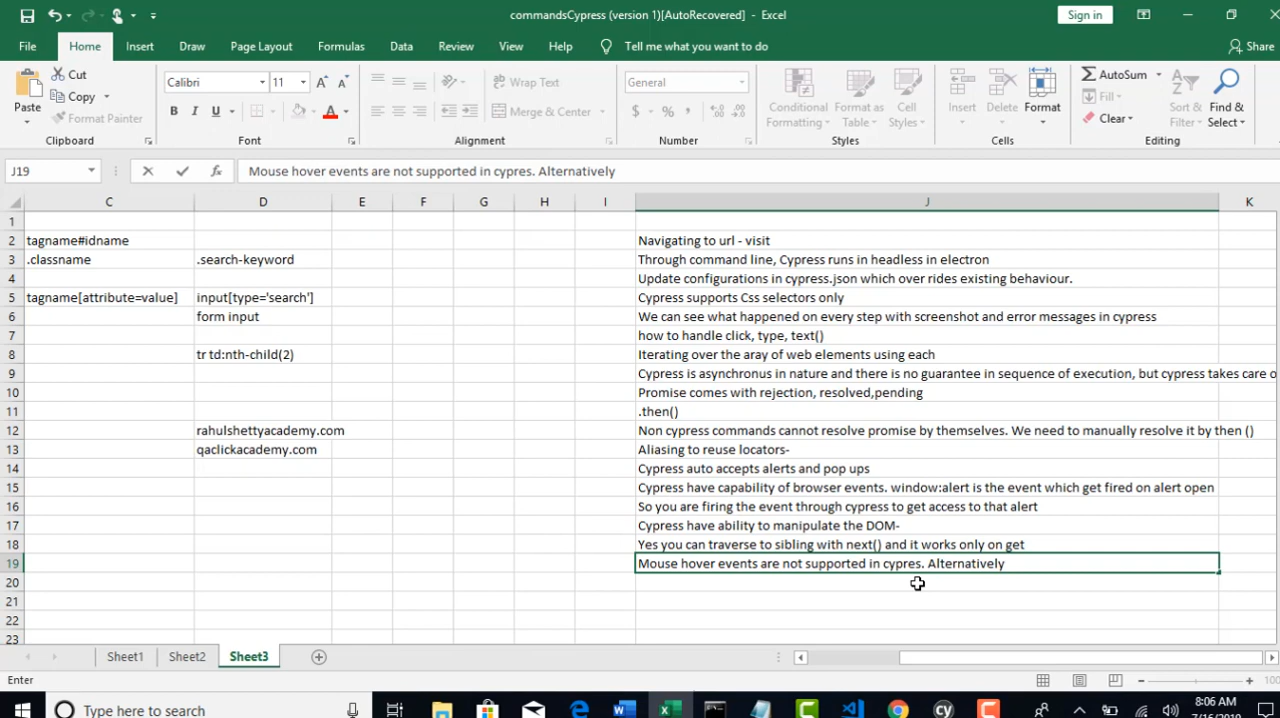 commandsCypress (version 1)[AutoRecovered] - Excel
Sign in
File Home Insert Draw Page Layout Formulas Data Review View Help Tell me what you want to do Share
Paste
Cut
Copy
Format Painter
Clipboard
Calibri 11
B I U
Font
Wrap Text
Merge & Center
Alignment
General
$ % ,
Number
Conditional Formatting
Format as Table
Cell Styles
Styles
Insert
Delete
Format
Cells
AutoSum
Fill
Clear
Sort & Filter
Find & Select
Editing
J19 fx Mouse hover events are not supported in cypres. Alternatively
C D E F G H I J K
1
2 tagname#idname Navigating to url - visit
3 .classname .search-keyword Through command line, Cypress runs in headless in electron
4 Update configurations in cypress.json which over rides existing behaviour.
5 tagname[attribute=value] input[type='search'] Cypress supports Css selectors only
6 form input We can see what happened on every step with screenshot and error messages in cypress
7 how to handle click, type, text()
8 tr td:nth-child(2) Iterating over the aray of web elements using each
9 Cypress is asynchronus in nature and there is no guarantee in sequence of execution, but cypress takes care o
10 Promise comes with rejection, resolved,pending
11 .then()
12 rahulshettyacademy.com Non cypress commands cannot resolve promise by themselves. We need to manually resolve it by then ()
13 qaclickacademy.com Aliasing to reuse locators-
14 Cypress auto accepts alerts and pop ups
15 Cypress have capability of browser events. window:alert is the event which get fired on alert open
16 So you are firing the event through cypress to get access to that alert
17 Cypress have ability to manipulate the DOM-
18 Yes you can traverse to sibling with next() and it works only on get
19 Mouse hover events are not supported in cypres. Alternatively
20
21
22
23
Sheet1 Sheet2 Sheet3
Enter
100
Type here to search
8:06 AM